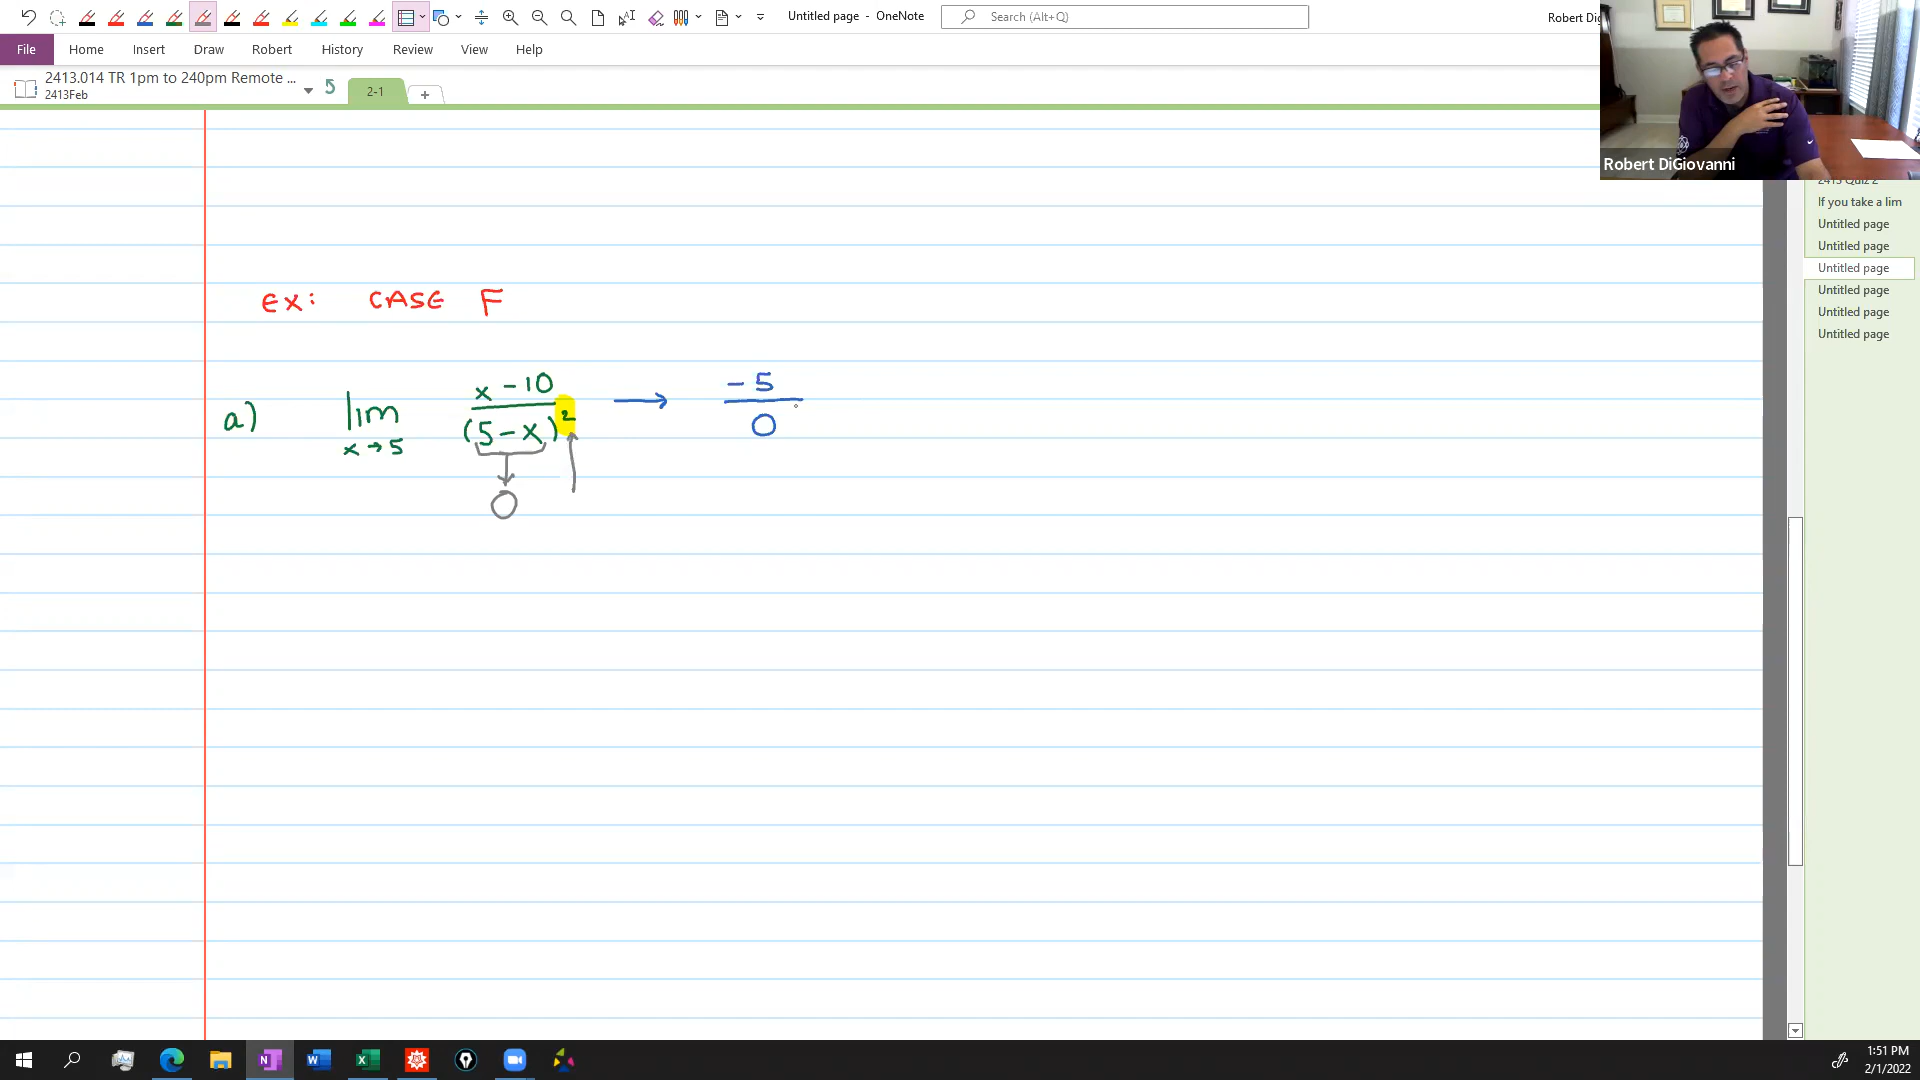 Untitled page - OneNote
Search (Alt+Q)
Robert Di
File Home Insert Draw Robert History Review View Help
2413.014 TR 1pm to 240pm Remote ...
2413Feb
2-1
+
Robert DiGiovanni
2413 Quiz 2
If you take a lim
Untitled page
Untitled page
Untitled page
Untitled page
Untitled page
Untitled page
EX: CASE F
a) lim x→5 x - 10 / (5 - x)² → - 5 / 0
0
1:51 PM
2/1/2022